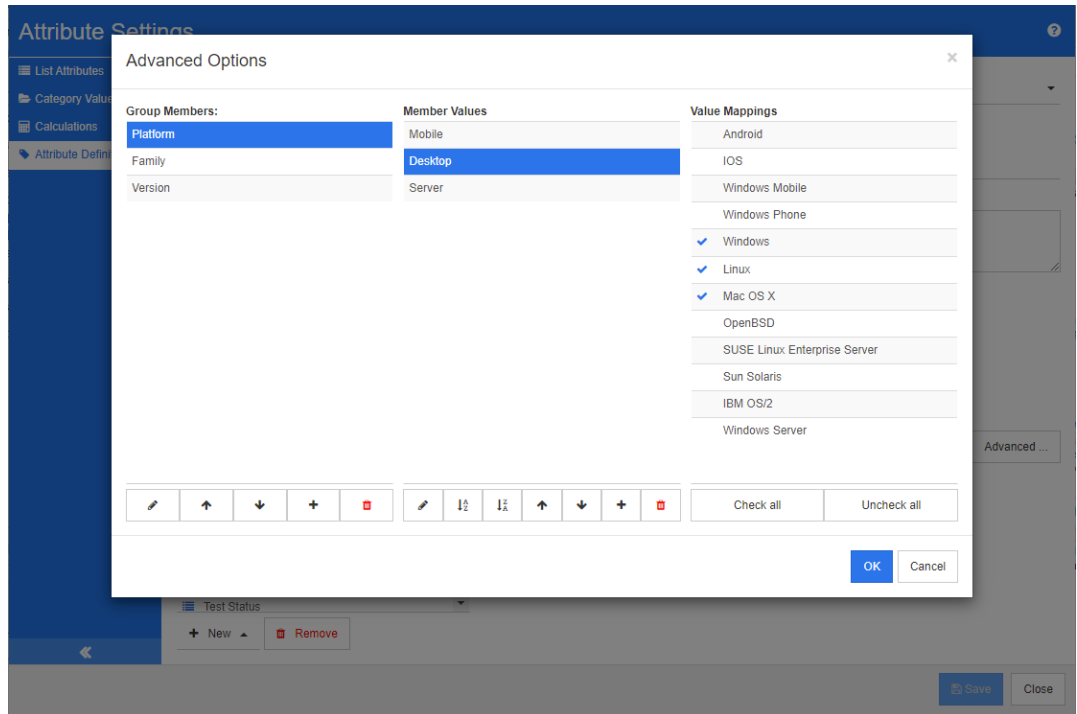 Attribute Settings
List Attributes
Category Value
Calculations
Attribute Defini
Advanced Options
Group Members:
Platform
Family
Version
Member Values
Mobile
Desktop
Server
Value Mappings
Android
IOS
Windows Mobile
Windows Phone
Windows
Linux
Mac OS X
OpenBSD
SUSE Linux Enterprise Server
Sun Solaris
IBM OS/2
Windows Server
Check all
Uncheck all
OK
Cancel
Advanced ...
Test Status
New
Remove
Save
Close